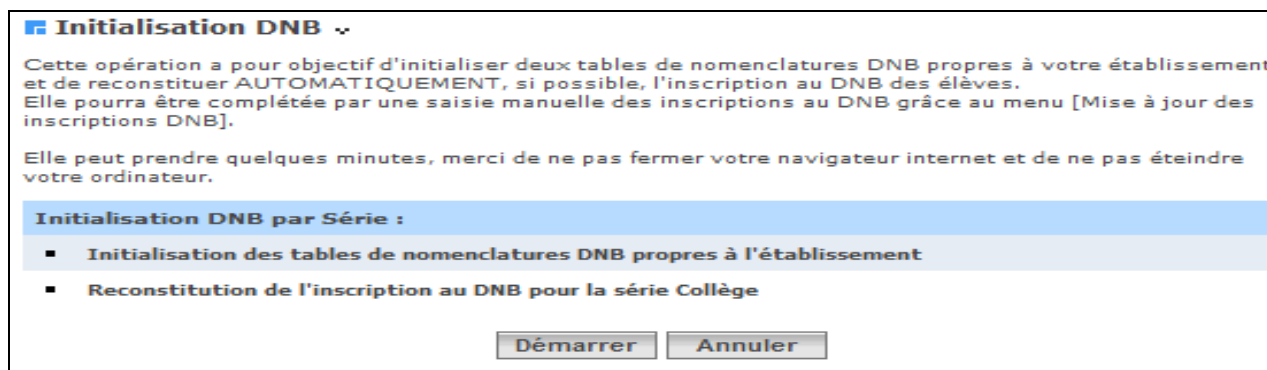 Initialisation DNB
Cette opération a pour objectif d'initialiser deux tables de nomenclatures DNB propres à votre établissement
et de reconstituer AUTOMATIQUEMENT, si possible, l'inscription au DNB des élèves.
Elle pourra être complétée par une saisie manuelle des inscriptions au DNB grâce au menu [Mise à jour des
inscriptions DNB].
Elle peut prendre quelques minutes, merci de ne pas fermer votre navigateur internet et de ne pas éteindre
votre ordinateur.
Initialisation DNB par Série :
Initialisation des tables de nomenclatures DNB propres à l'établissement
Reconstitution de l'inscription au DNB pour la série Collège
Démarrer Annuler